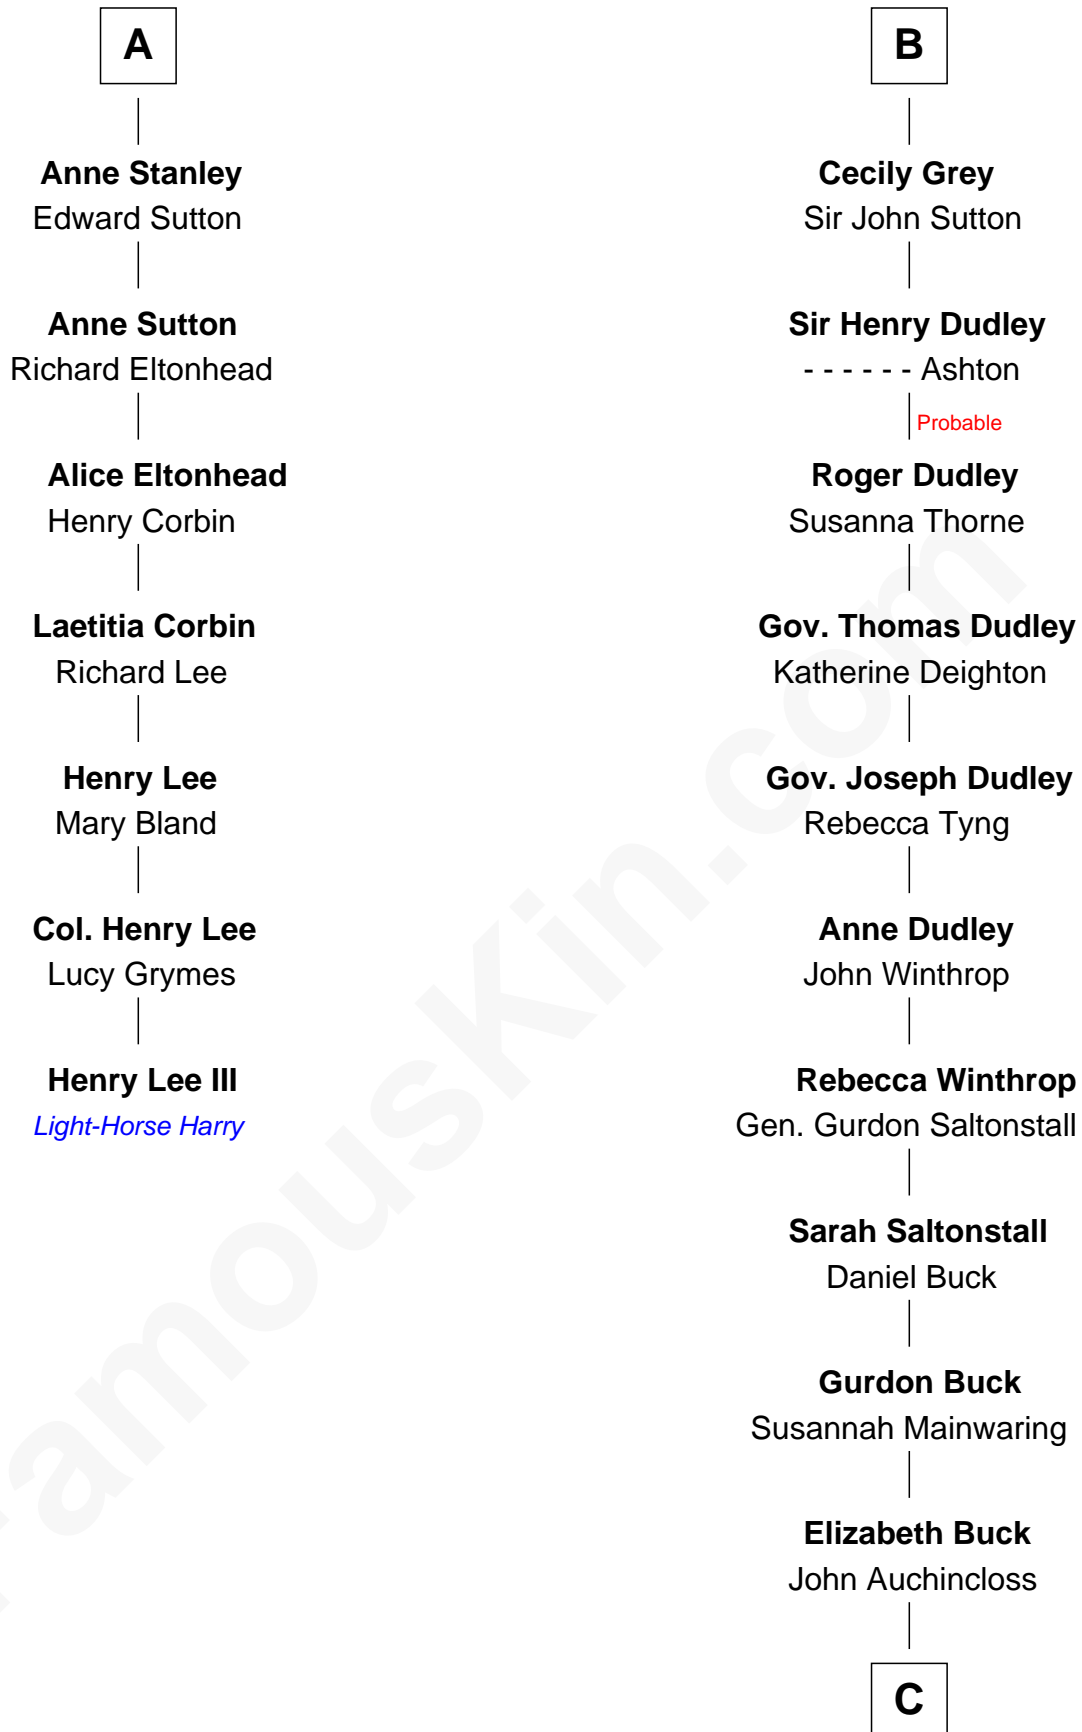 A
Anne Stanley
Edward Sutton
Anne Sutton
Richard Eltonhead
Alice Eltonhead
Henry Corbin
Laetitia Corbin
Richard Lee
Henry Lee
Mary Bland
Col. Henry Lee
Lucy Grymes
Henry Lee III
Light-Horse Harry
B
Cecily Grey
Sir John Sutton
Sir Henry Dudley
- - - - - - Ashton
Probable
Roger Dudley
Susanna Thorne
Gov. Thomas Dudley
Katherine Deighton
Gov. Joseph Dudley
Rebecca Tyng
Anne Dudley
John Winthrop
Rebecca Winthrop
Gen. Gurdon Saltonstall
Sarah Saltonstall
Daniel Buck
Gurdon Buck
Susannah Mainwaring
Elizabeth Buck
John Auchincloss
C
FamousKin.com